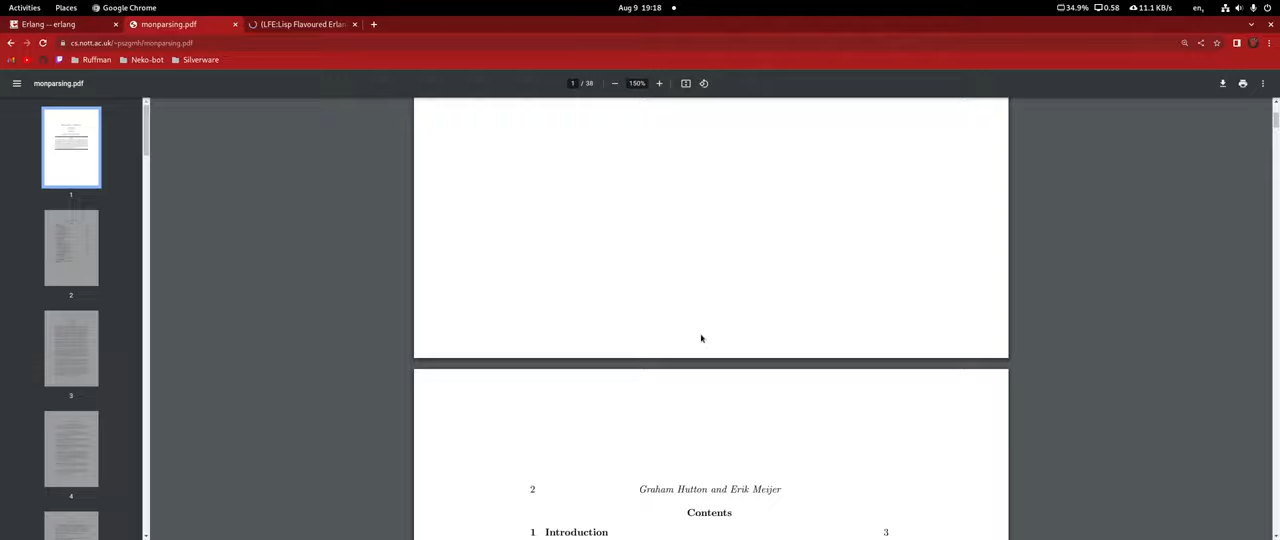 Activities Places Google Chrome Aug 9 19:18 34.9% 0.58 11.1 KB/s en
Erlang -- erlang monparsing.pdf (LFE:Lisp Flavoured Erlan
cs.nott.ac.uk/~pszgmh/monparsing.pdf
Ruffman Neko-bot Silverware
monparsing.pdf 1 / 38 150%
1
2
3
4
2 Graham Hutton and Erik Meijer
Contents
1 Introduction 3